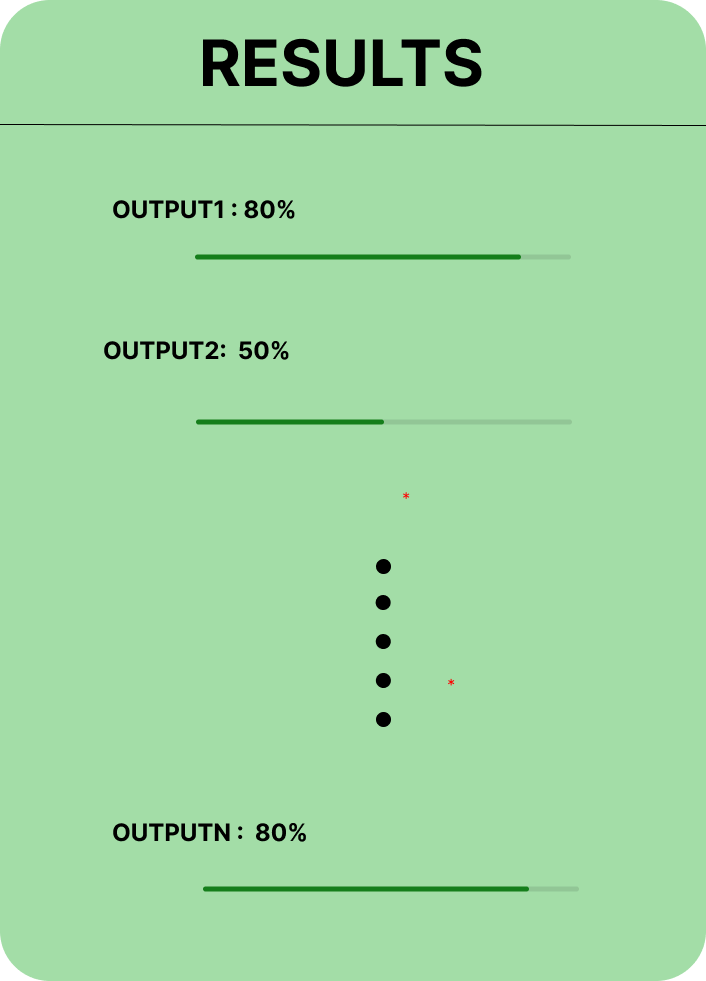 RESULTS
OUTPUT1 : 80%
OUTPUT2:  50%
*
*
OUTPUTN :  80%